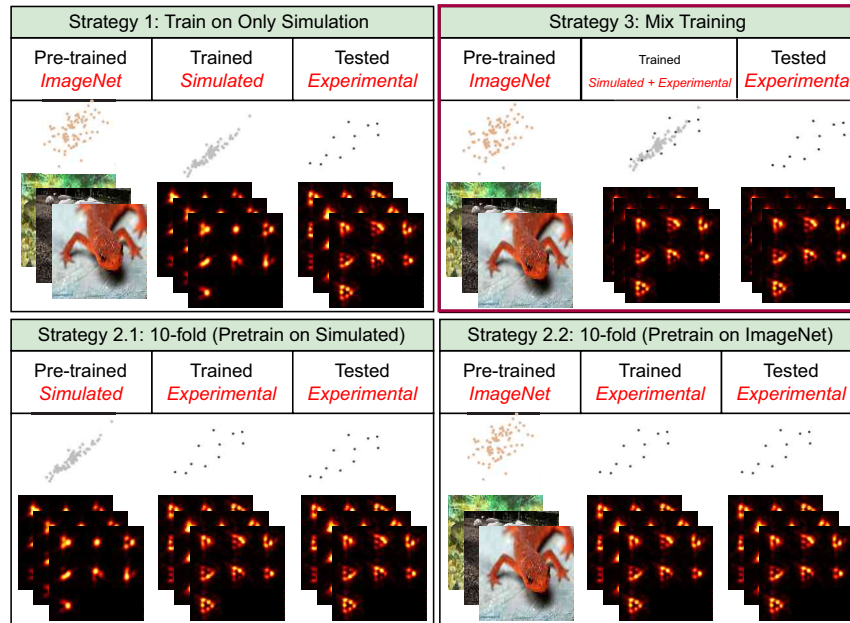 Strategy 1: Train on Only Simulation
Pre-trained
ImageNet
Trained
Simulated
Tested
Experimental
Strategy 3: Mix Training
Pre-trained
ImageNet
Trained
Simulated + Experimental
Tested
Experimental
Strategy 2.1: 10-fold (Pretrain on Simulated)
Pre-trained
Simulated
Trained
Experimental
Tested
Experimental
Strategy 2.2: 10-fold (Pretrain on ImageNet)
Pre-trained
ImageNet
Trained
Experimental
Tested
Experimental